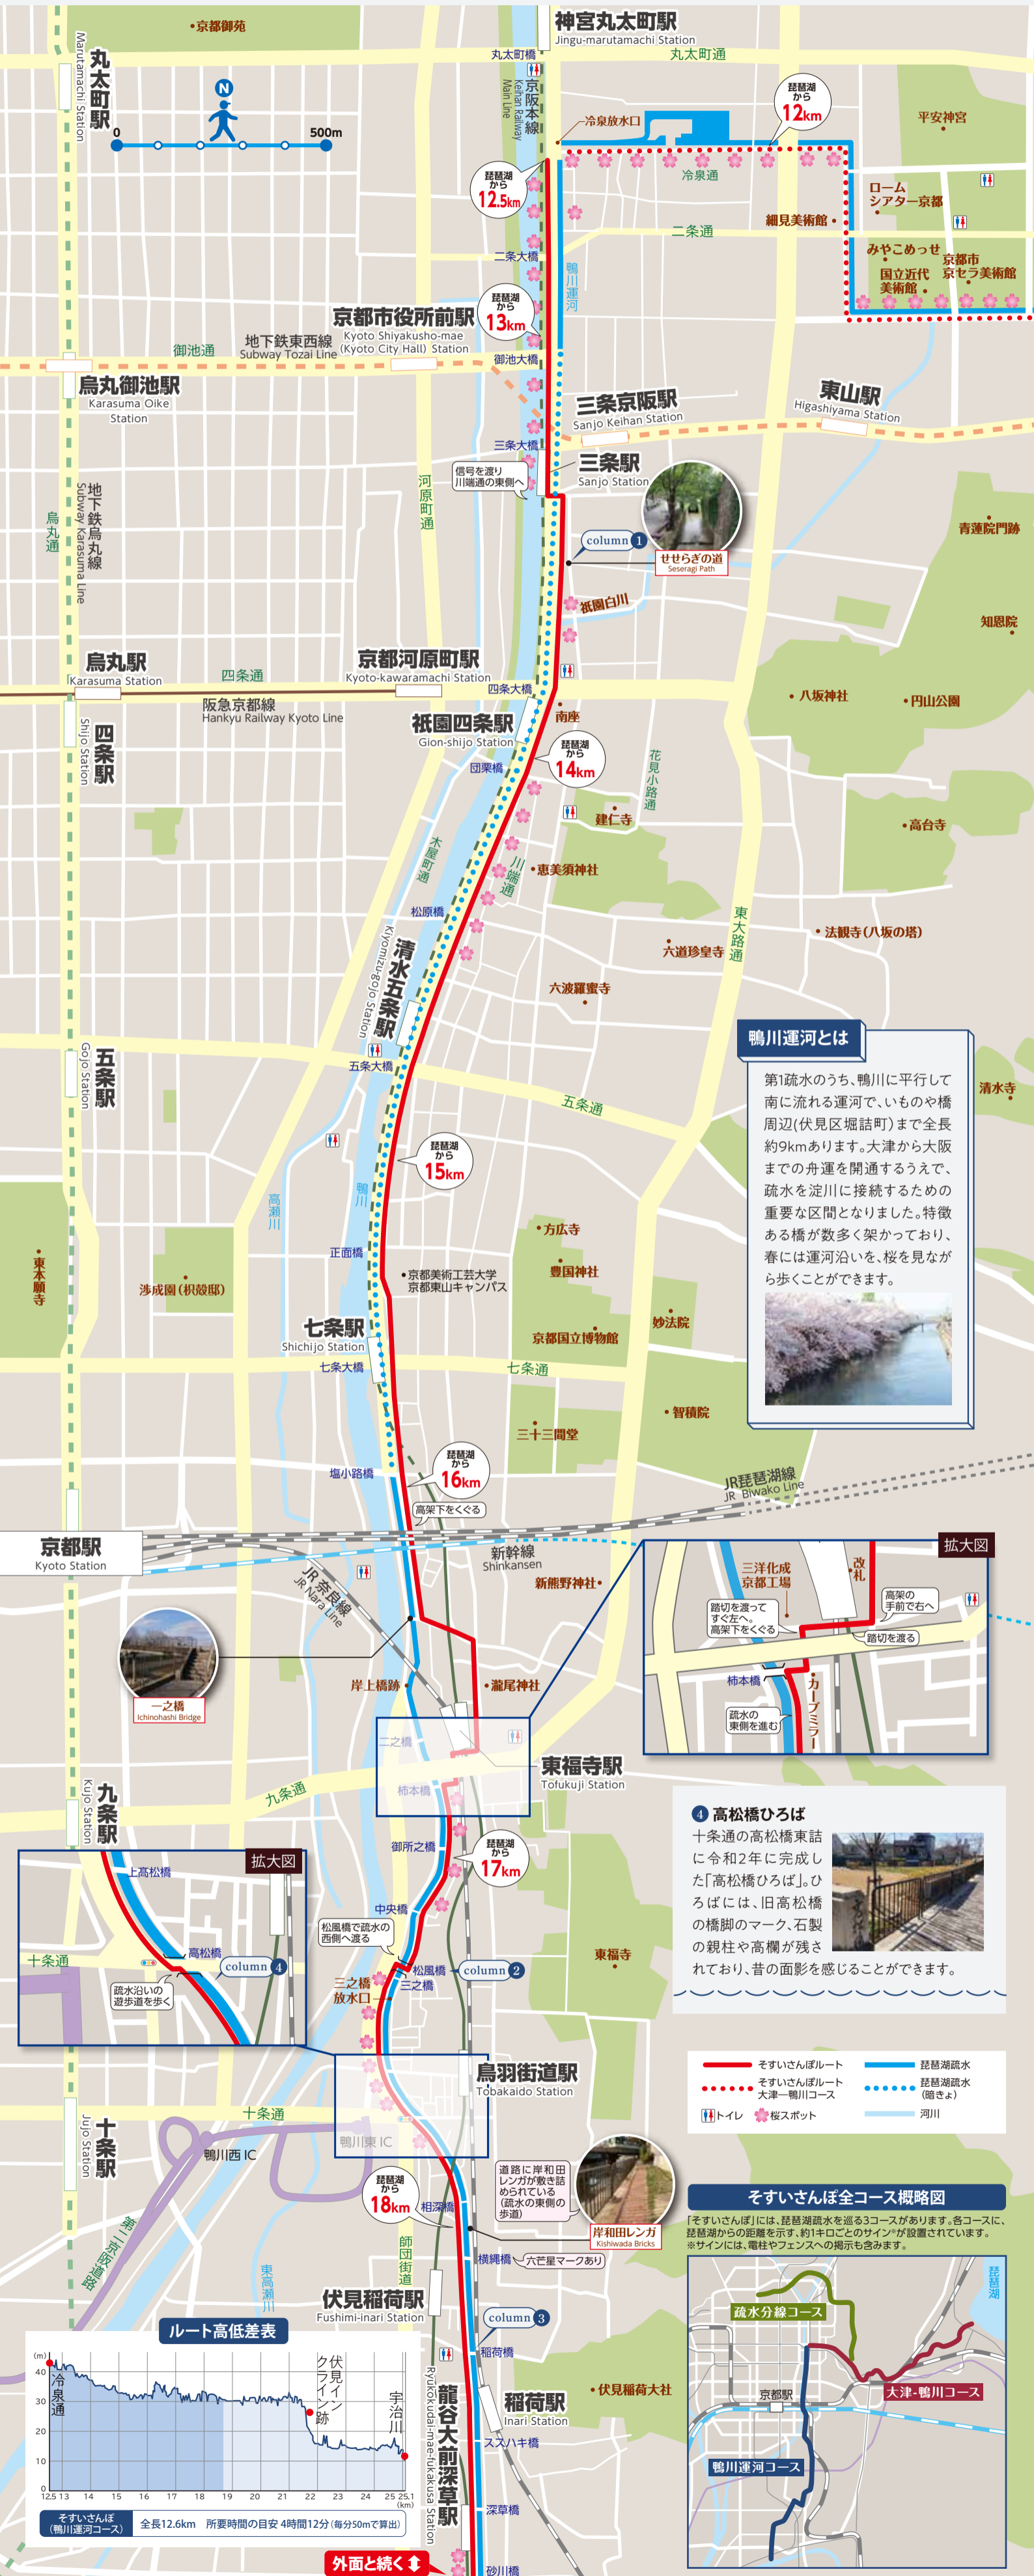 京都御苑
神宮丸太町駅
Jingu-marutamachi Station
丸太町橋
丸太町通
丸太町駅
Marutamachi Station
N
0
500m
京阪本線
Keihan Railway
Main Line
冷泉放水口
琵琶湖
から
12km
平安神宮
冷泉通
琵琶湖
から
12.5km
ローム
シアター京都
細見美術館
二条通
みやこめっせ
京都市
京セラ美術館
国立近代
美術館
二条大橋
鴨川運河
琵琶湖
から
13km
京都市役所前駅
Kyoto Shiyakusho-mae
(Kyoto City Hall) Station
地下鉄東西線
Subway Tozai Line
御池通
御池大橋
烏丸御池駅
Karasuma Oike
Station
三条京阪駅
Sanjo Keihan Station
東山駅
Higashiyama Station
三条大橋
三条駅
Sanjo Station
信号を渡り
川端通の東側へ
河原町通
地下鉄烏丸線
Subway Karasuma Line
烏丸通
column 1
せせらぎの道
Seseragi Path
青蓮院門跡
祇園白川
知恩院
烏丸駅
Karasuma Station
四条通
京都河原町駅
Kyoto-kawaramachi Station
四条大橋
阪急京都線
Hankyu Railway Kyoto Line
八坂神社
円山公園
祇園四条駅
Gion-shijo Station
南座
四条駅
Shijo Station
琵琶湖
から
14km
団栗橋
花見小路通
建仁寺
高台寺
木屋町通
川端通
恵美須神社
松原橋
東大路通
法観寺(八坂の塔)
六道珍皇寺
清水五条駅
Kiyomizu-gojo Station
六波羅蜜寺
五条駅
Gojo Station
五条大橋
五条通
鴨川運河とは
第1疏水のうち、鴨川に平行して
南に流れる運河で、いものや橋
周辺(伏見区堀詰町)まで全長
約9kmあります。大津から大阪
までの舟運を開通するうえで、
疏水を淀川に接続するための
重要な区間となりました。特徴
ある橋が数多く架かっており、
春には運河沿いを、桜を見なが
ら歩くことができます。
清水寺
琵琶湖
から
15km
高瀬川
鴨川
正面橋
方広寺
豊国神社
京都美術工芸大学
京都東山キャンパス
東本願寺
渉成園(枳殻邸)
妙法院
京都国立博物館
七条駅
Shichijo Station
七条大橋
七条通
智積院
三十三間堂
塩小路橋
琵琶湖
から
16km
高架下をくぐる
JR琵琶湖線
JR Biwako Line
京都駅
Kyoto Station
新幹線
Shinkansen
JR奈良線
JR Nara Line
新熊野神社
拡大図
三洋化成
京都工場
改札
高架の
手前で右へ
踏切を渡って
すぐ左へ。
高架下をくぐる
踏切を渡る
柿本橋
カーブミラー
疏水の
東側を進む
一之橋
Ichinohashi Bridge
岸上橋跡
瀧尾神社
二之橋
東福寺駅
Tofukuji Station
柿本橋
九条通
九条駅
Kujo Station
御所之橋
琵琶湖
から
17km
4 高松橋ひろば
十条通の高松橋東詰
に令和2年に完成し
た「高松橋ひろば」。ひ
ろばには、旧高松橋
の橋脚のマーク、石製
の親柱や高欄が残さ
れており、昔の面影を感じることができます。
拡大図
上高松橋
高松橋
十条通
column 4
疏水沿いの
遊歩道を歩く
中央橋
松風橋で疏水の
西側へ渡る
松風橋
column 2
三之橋
三之橋
放水口
東福寺
鳥羽街道駅
Tobakaido Station
そすいさんぽルート
そすいさんぽルート
大津―鴨川コース
トイレ
桜スポット
琵琶湖疏水
琵琶湖疏水
(暗きょ)
河川
十条駅
Jujo Station
十条通
鴨川東 IC
鴨川西 IC
琵琶湖
から
18km
相深橋
道路に岸和田
レンガが敷き詰
められている
(疏水の東側の
歩道)
岸和田レンガ
Kishiwada Bricks
第二京阪道路
東高瀬川
師団街道
横縄橋
六芒星マークあり
伏見稲荷駅
Fushimi-inari Station
column 3
稲荷橋
稲荷駅
Inari Station
伏見稲荷大社
ススハキ橋
龍谷大前深草駅
Ryukokudai-mae-fukakusa Station
深草橋
砂川橋
外面と続く
そすいさんぽ全コース概略図
「そすいさんぽ」には、琵琶湖疏水を巡る3コースがあります。各コースに、
琵琶湖からの距離を示す、約1キロごとのサイン※が設置されています。
※サインには、電柱やフェンスへの掲示も含みます。
琵琶湖
疏水分線コース
大津-鴨川コース
京都駅
鴨川運河コース
ルート高低差表
(m)
40
30
20
10
0
冷泉通
伏見インクライン跡
宇治川
12.5 13 14 15 16 17 18 19 20 21 22 23 24 25 25.1
(km)
そすいさんぽ
(鴨川運河コース)
全長12.6km 所要時間の目安 4時間12分(毎分50mで算出)